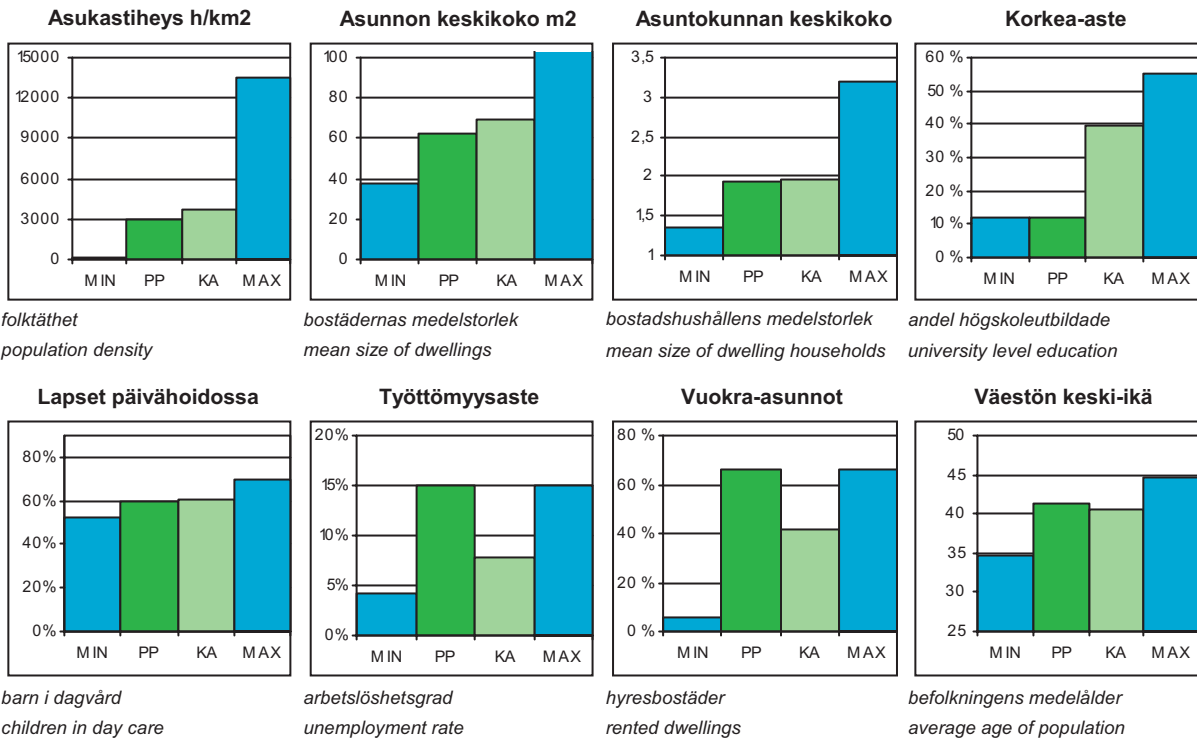 Asukastiheys h/km2
15000
12000
9000
6000
3000
0
MIN PP KA MAX
folktäthet
population density
Asunnon keskikoko m2
100
80
60
40
20
0
MIN PP KA MAX
bostädernas medelstorlek
mean size of dwellings
Asuntokunnan keskikoko
3,5
3
2,5
2
1,5
1
MIN PP KA MAX
bostadshushållens medelstorlek
mean size of dwelling households
Korkea-aste
60 %
50 %
40 %
30 %
20 %
10 %
0 %
MIN PP KA MAX
andel högskoleutbildade
university level education
Lapset päivähoidossa
80%
60%
40%
20%
0%
MIN PP KA MAX
barn i dagvård
children in day care
Työttömyysaste
20%
15%
10%
5%
0%
MIN PP KA MAX
arbetslöshetsgrad
unemployment rate
Vuokra-asunnot
80 %
60 %
40 %
20 %
0 %
MIN PP KA MAX
hyresbostäder
rented dwellings
Väestön keski-ikä
50
45
40
35
30
25
MIN PP KA MAX
befolkningens medelålder
average age of population